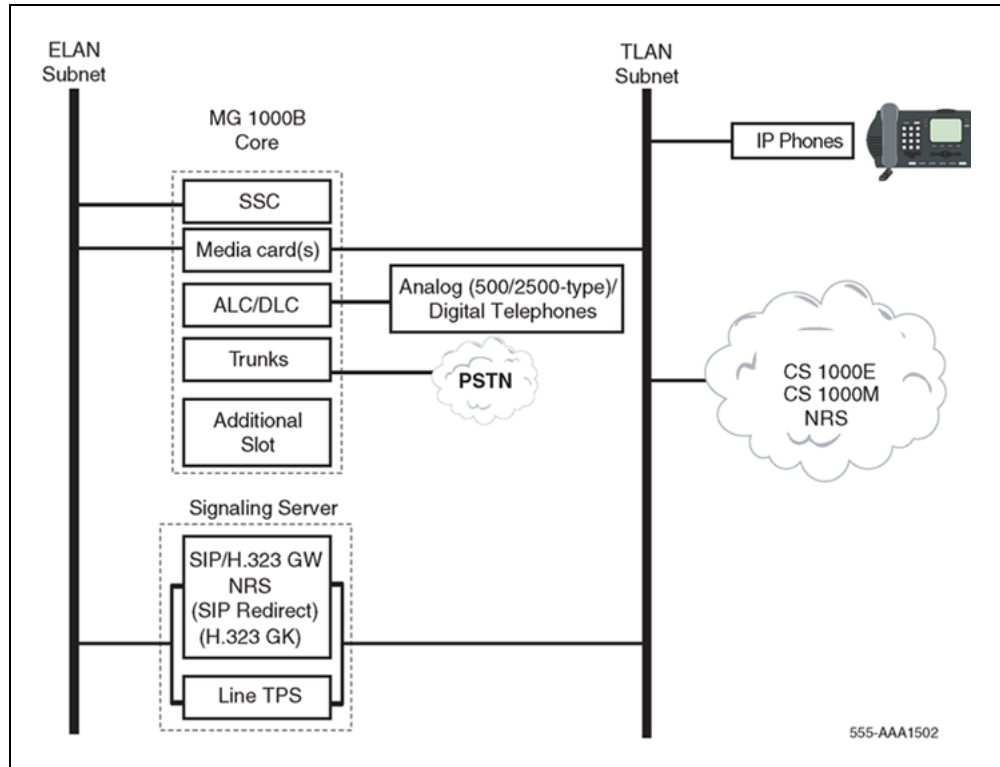 ELAN
Subnet
TLAN
Subnet
MG 1000B
Core
SSC
Media card(s)
ALC/DLC
Trunks
Additional
Slot
Analog (500/2500-type)/
Digital Telephones
PSTN
IP Phones
CS 1000E
CS 1000M
NRS
Signaling Server
SIP/H.323 GW
NRS
(SIP Redirect)
(H.323 GK)
Line TPS
555-AAA1502